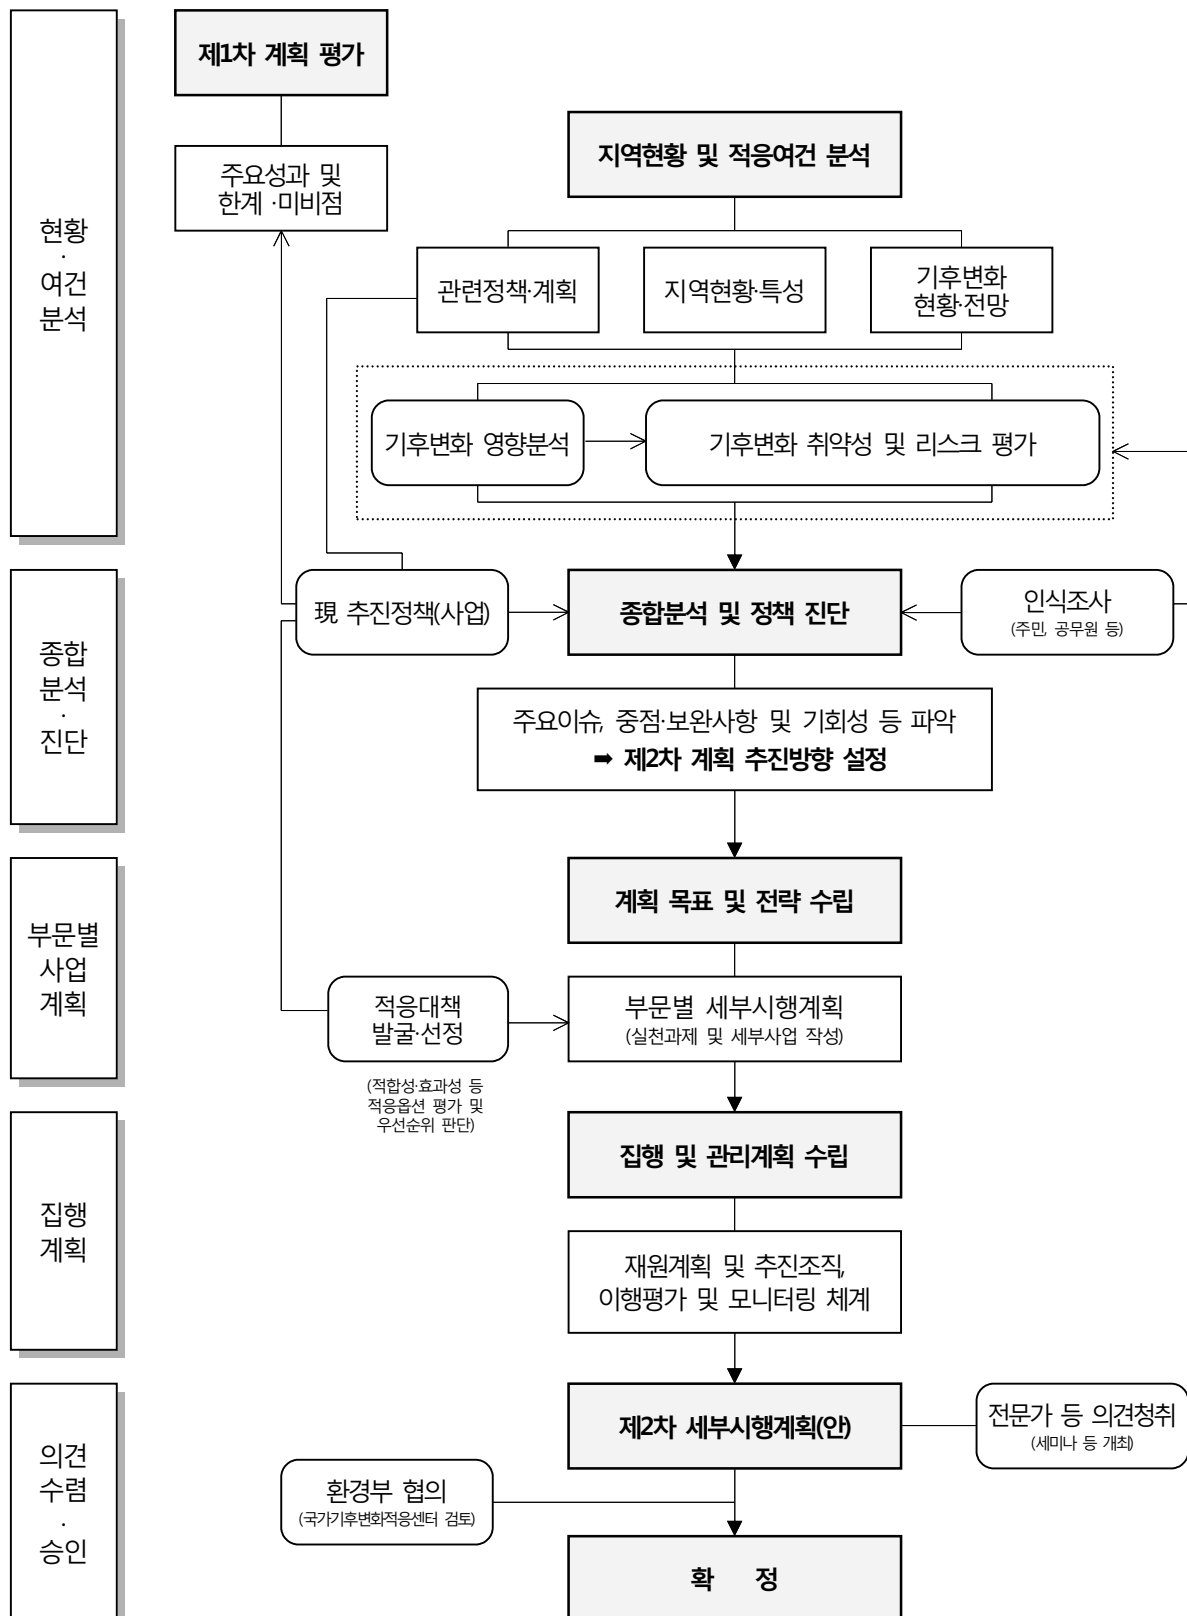 현황
·
여건
분석
제1차 계획 평가
주요성과 및
한계·미비점
지역현황 및 적응여건 분석
관련정책·계획
지역현황·특성
기후변화
현황·전망
기후변화 영향분석
기후변화 취약성 및 리스크 평가
종합
분석
·
진단
現 추진정책(사업)
종합분석 및 정책 진단
인식조사
(주민, 공무원 등)
주요이슈, 중점·보완사항 및 기회성 등 파악
➡ 제2차 계획 추진방향 설정
부문별
사업
계획
계획 목표 및 전략 수립
적응대책
발굴·선정
(적합성·효과성 등
적응옵션 평가 및
우선순위 판단)
부문별 세부시행계획
(실천과제 및 세부사업 작성)
집행
계획
집행 및 관리계획 수립
재원계획 및 추진조직,
이행평가 및 모니터링 체계
의견
수렴
·
승인
제2차 세부시행계획(안)
전문가 등 의견청취
(세미나 등 개최)
환경부 협의
(국가기후변화적응센터 검토)
확 정